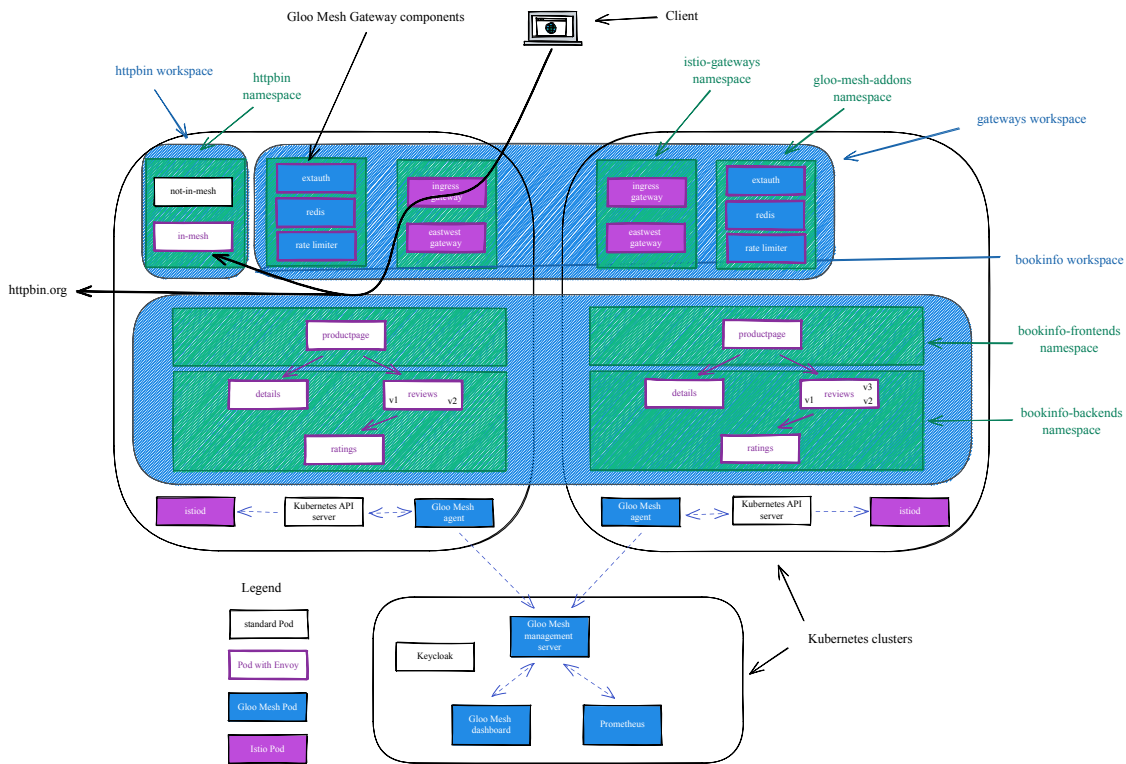 Gloo Mesh Gateway components
Client
httpbin workspace
httpbin
namespace
istio-gateways
namespace
gloo-mesh-addons
namespace
gateways workspace
not-in-mesh
in-mesh
extauth
redis
rate limiter
ingress
gateway
eastwest
gateway
ingress
gateway
eastwest
gateway
extauth
redis
rate limiter
bookinfo workspace
httpbin.org
productpage
details
reviews
v1
v2
ratings
productpage
details
reviews
v3
v1
v2
ratings
bookinfo-frontends
namespace
bookinfo-backends
namespace
istiod
Kubernetes API
server
Gloo Mesh
agent
Gloo Mesh
agent
Kubernetes API
server
istiod
Legend
standard Pod
Pod with Envoy
Gloo Mesh Pod
Istio Pod
Keycloak
Gloo Mesh
management
server
Gloo Mesh
dashboard
Prometheus
Kubernetes clusters